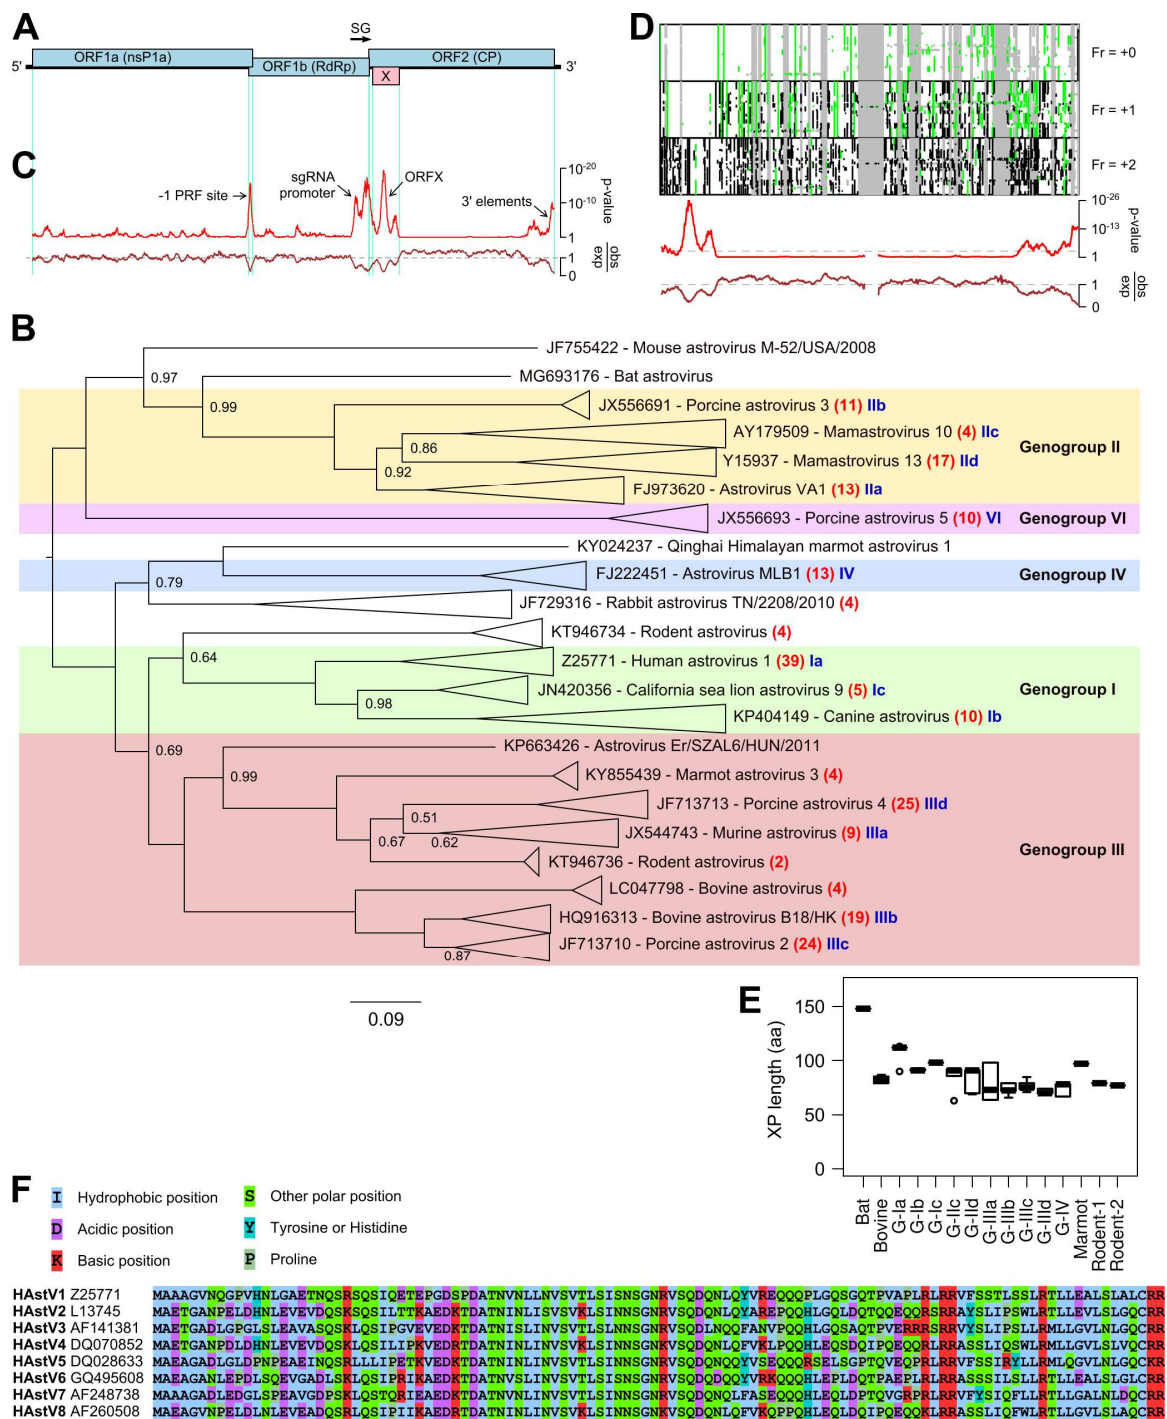 A
SG
ORF1a (nsP1a)
ORF1b (RdRp)
ORF2 (CP)
5'
3'
X
C
-1 PRF site
sgRNA promoter
ORFX
3' elements
10-20
10-10
1
p-value
1
0
obs
exp
D
Fr = +0
Fr = +1
Fr = +2
10-26
10-13
1
p-value
1
0
obs
exp
B
JF755422 - Mouse astrovirus M-52/USA/2008
0.97
MG693176 - Bat astrovirus
0.99
JX556691 - Porcine astrovirus 3 (11) IIb
AY179509 - Mamastrovirus 10 (4) IIc
0.86
Genogroup II
Y15937 - Mamastrovirus 13 (17) IId
0.92
FJ973620 - Astrovirus VA1 (13) IIa
JX556693 - Porcine astrovirus 5 (10) VI
Genogroup VI
KY024237 - Qinghai Himalayan marmot astrovirus 1
FJ222451 - Astrovirus MLB1 (13) IV
Genogroup IV
0.79
JF729316 - Rabbit astrovirus TN/2208/2010 (4)
KT946734 - Rodent astrovirus (4)
0.64
Z25771 - Human astrovirus 1 (39) Ia
JN420356 - California sea lion astrovirus 9 (5) Ic
Genogroup I
0.98
KP404149 - Canine astrovirus (10) Ib
0.69
KP663426 - Astrovirus Er/SZAL6/HUN/2011
0.99
KY855439 - Marmot astrovirus 3 (4)
JF713713 - Porcine astrovirus 4 (25) IIId
0.51
JX544743 - Murine astrovirus (9) IIIa
0.67
0.62
Genogroup III
KT946736 - Rodent astrovirus (2)
LC047798 - Bovine astrovirus (4)
HQ916313 - Bovine astrovirus B18/HK (19) IIIb
JF713710 - Porcine astrovirus 2 (24) IIIc
0.87
0.09
E
XP length (aa)
150
100
50
0
Bat
Bovine
G-Ia
G-Ib
G-Ic
G-IIc
G-IId
G-IIIa
G-IIIb
G-IIIc
G-IIId
G-IV
Marmot
Rodent-1
Rodent-2
F
I Hydrophobic position
S Other polar position
D Acidic position
Y Tyrosine or Histidine
K Basic position
P Proline
HAstV1 Z25771
HAstV2 L13745
HAstV3 AF141381
HAstV4 DQ070852
HAstV5 DQ028633
HAstV6 GQ495608
HAstV7 AF248738
HAstV8 AF260508